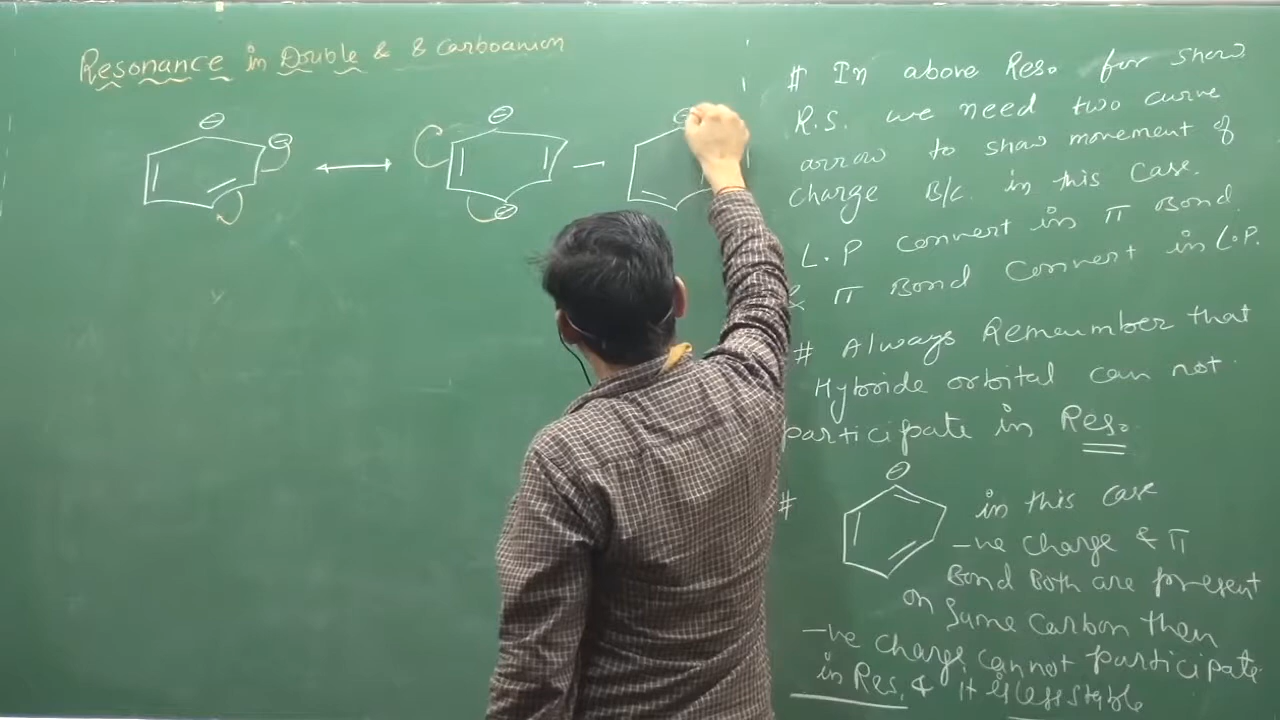 Resonance in Double & 8 Carboanion
# In above Reso for show
R.S. we need two curve
arrow to show movement of
charge B/c. in this Case.
L.P convert in π Bond
& π Bond Convert in L.P.
# Always Remember that
Hybride orbital can not
participate in Res.
# in this case
-ve charge & π
Bond Both are present
on Same Carbon then
-ve charge cannot participate
in Res. & it is less stable